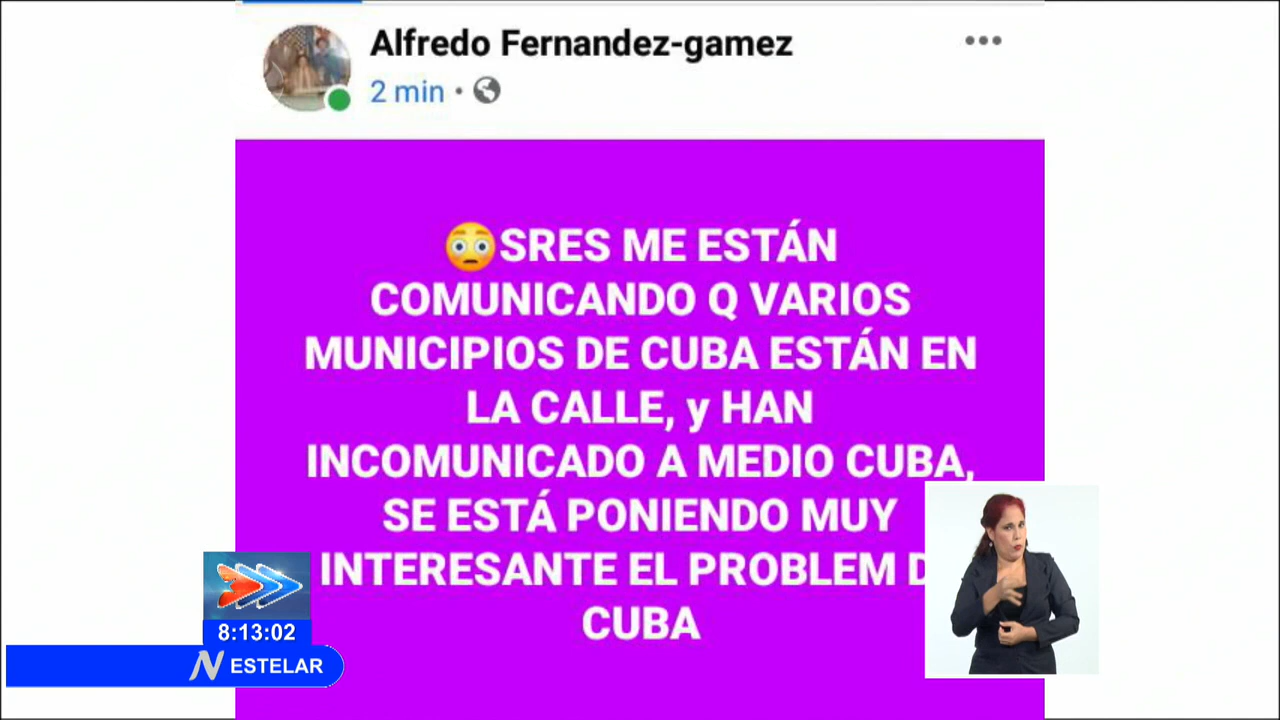 Alfredo Fernandez-gamez
2 min
SRES ME ESTÁN
COMUNICANDO Q VARIOS
MUNICIPIOS DE CUBA ESTÁN EN
LA CALLE, y HAN
INCOMUNICADO A MEDIO CUBA,
SE ESTÁ PONIENDO MUY
INTERESANTE EL PROBLEM
CUBA
8:13:02
N ESTELAR